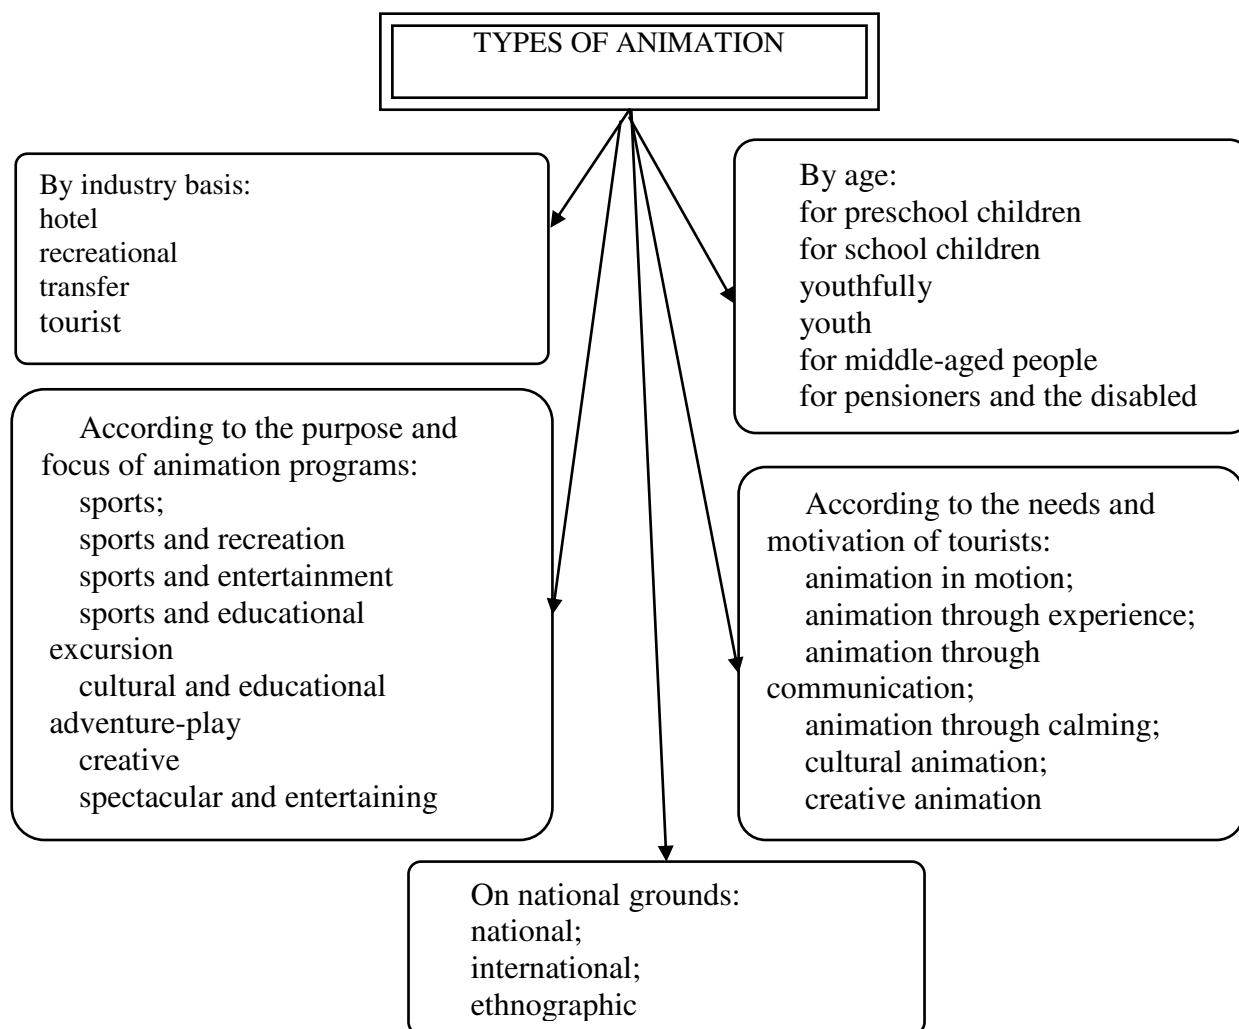 TYPES OF ANIMATION
By industry basis:
hotel
recreational
transfer
tourist
By age:
for preschool children
for school children
youthfully
youth
for middle-aged people
for pensioners and the disabled
According to the purpose and
focus of animation programs:
sports;
sports and recreation
sports and entertainment
sports and educational
excursion
cultural and educational
adventure-play
creative
spectacular and entertaining
According to the needs and
motivation of tourists:
animation in motion;
animation through experience;
animation through
communication;
animation through calming;
cultural animation;
creative animation
On national grounds:
national;
international;
ethnographic